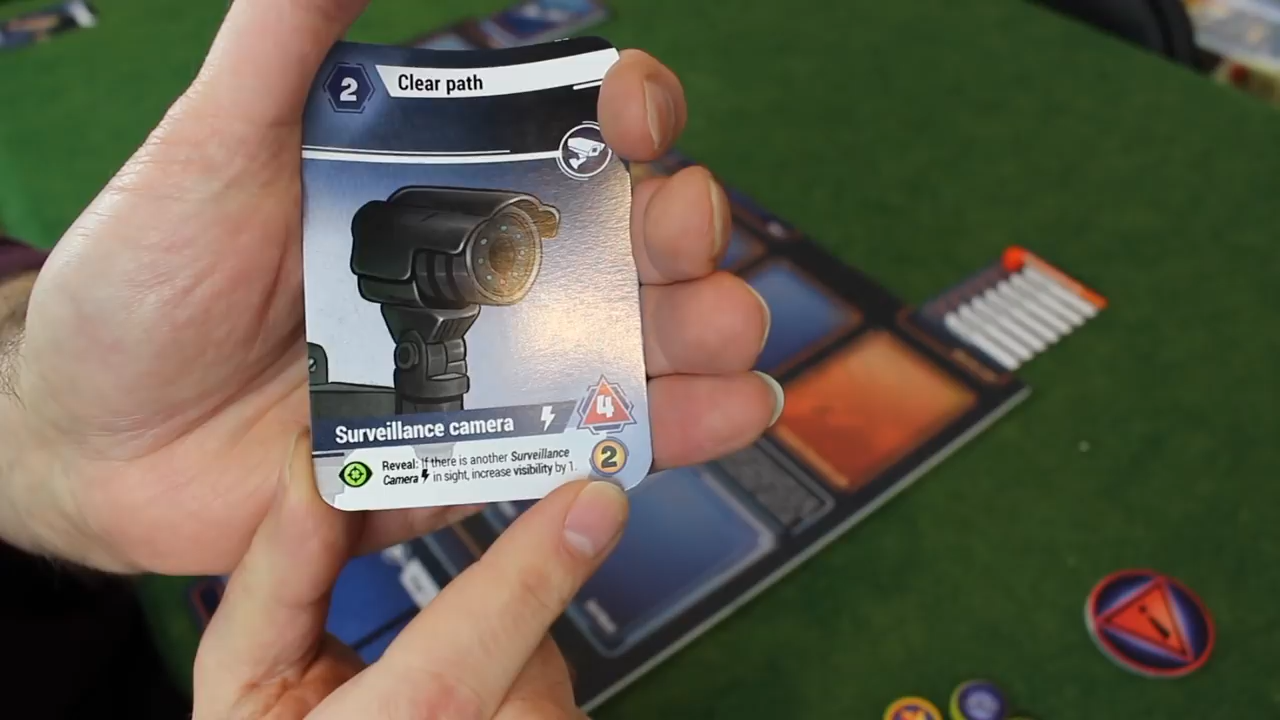 2 Clear path
Surveillance camera 4
Reveal: If there is another Surveillance
Camera in sight, increase visibility by 1.
2